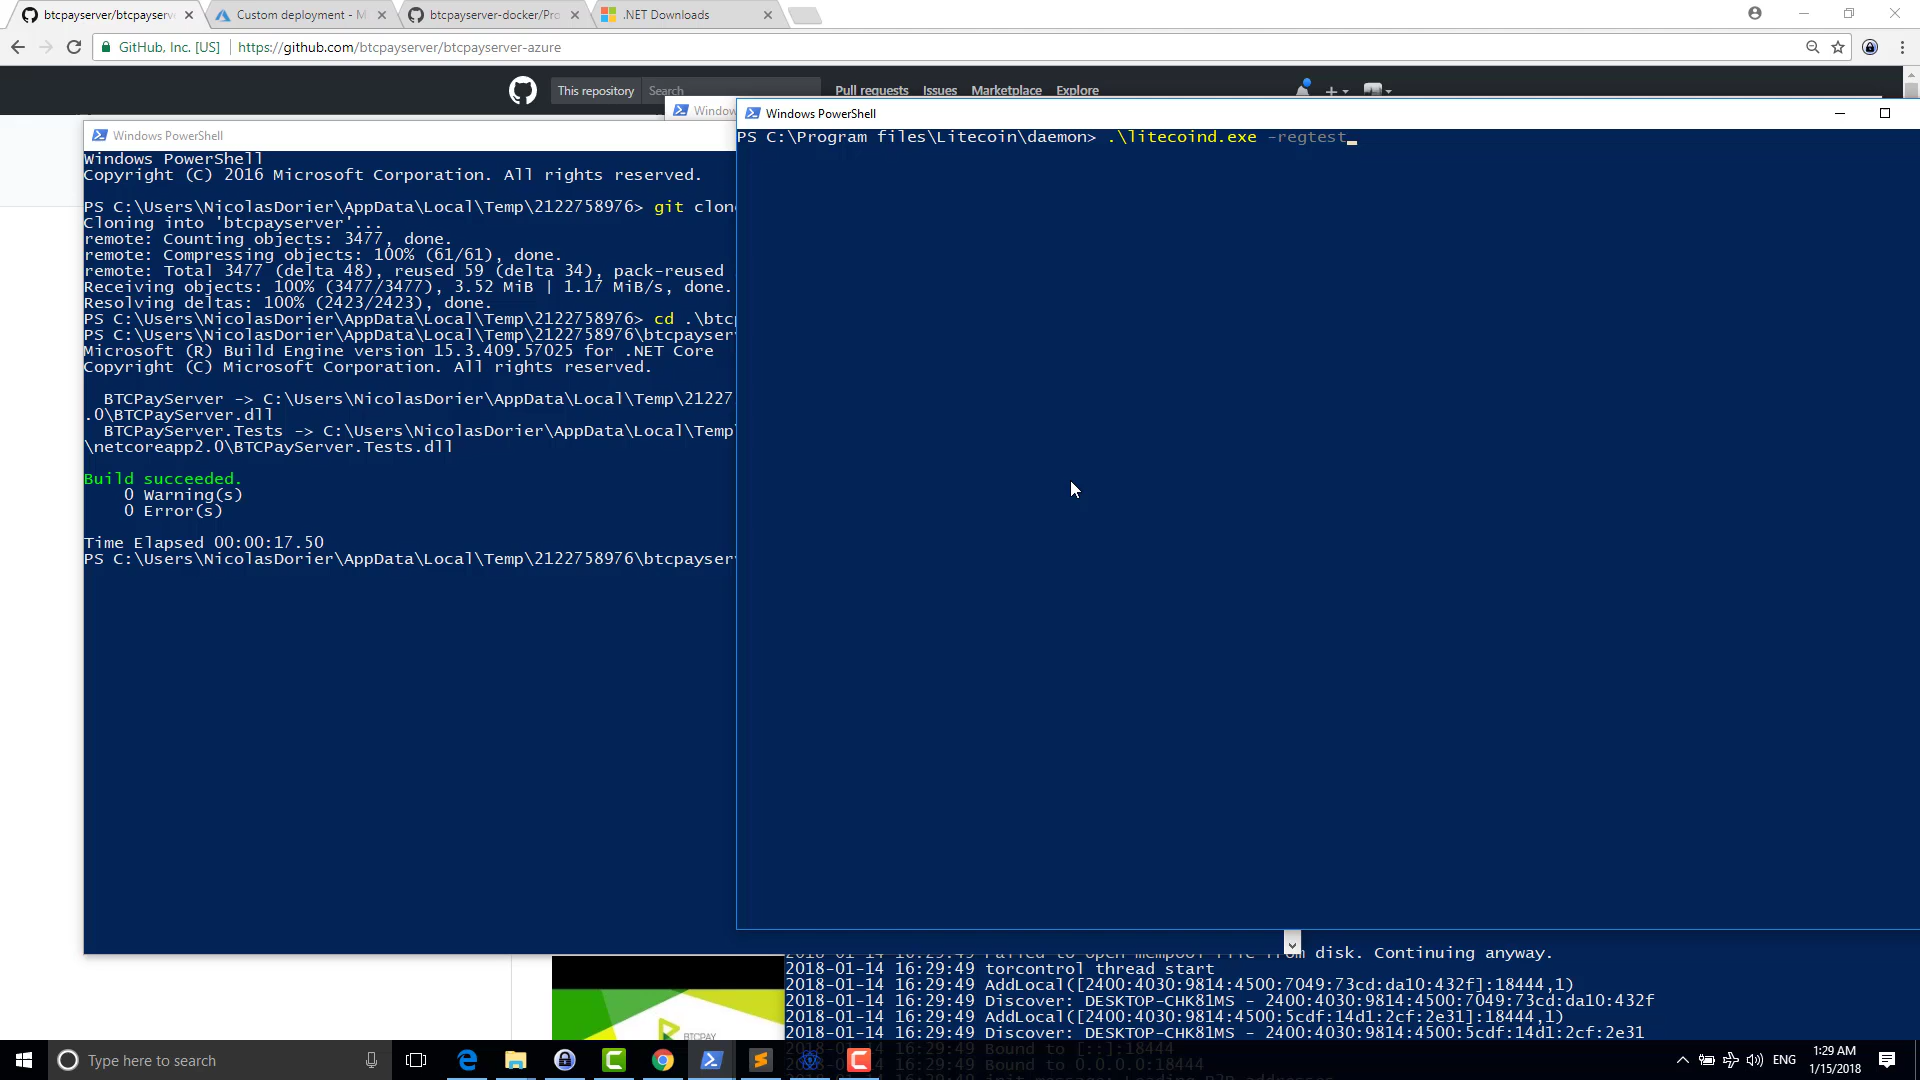 btcpayserver/btcpayserv
Custom deployment - M
btcpayserver-docker/Pro
.NET Downloads
GitHub, Inc. [US]
https://github.com/btcpayserver/btcpayserver-azure
This repository
Search
Pull requests
Issues
Marketplace
Explore
Windows PowerShell
Windows PowerShell
Copyright (C) 2016 Microsoft Corporation. All rights reserved.
PS C:\Users\NicolasDorier\AppData\Local\Temp\2122758976> git clon
Cloning into 'btcpayserver'...
remote: Counting objects: 3477, done.
remote: Compressing objects: 100% (61/61), done.
remote: Total 3477 (delta 48), reused 59 (delta 34), pack-reused
Receiving objects: 100% (3477/3477), 3.52 MiB | 1.17 MiB/s, done.
Resolving deltas: 100% (2423/2423), done.
PS C:\Users\NicolasDorier\AppData\Local\Temp\2122758976> cd .\btcp
PS C:\Users\NicolasDorier\AppData\Local\Temp\2122758976\btcpayser
Microsoft (R) Build Engine version 15.3.409.57025 for .NET Core
Copyright (C) Microsoft Corporation. All rights reserved.
BTCPayServer -> C:\Users\NicolasDorier\AppData\Local\Temp\21227
.0\BTCPayServer.dll
BTCPayServer.Tests -> C:\Users\NicolasDorier\AppData\Local\Temp
\netcoreapp2.0\BTCPayServer.Tests.dll
Build succeeded.
0 Warning(s)
0 Error(s)
Time Elapsed 00:00:17.50
PS C:\Users\NicolasDorier\AppData\Local\Temp\2122758976\btcpayser
Window
Windows PowerShell
PS C:\Program files\Litecoin\daemon> .\litecoind.exe -regtest
2018-01-14 16:29:49 Failed to open mempool file from disk. Continuing anyway.
2018-01-14 16:29:49 torcontrol thread start
2018-01-14 16:29:49 AddLocal([2400:4030:9814:4500:7049:73cd:da10:432f]:18444,1)
2018-01-14 16:29:49 Discover: DESKTOP-CHK81MS - 2400:4030:9814:4500:7049:73cd:da10:432f
2018-01-14 16:29:49 AddLocal([2400:4030:9814:4500:5cdf:14d1:2cf:2e31]:18444,1)
2018-01-14 16:29:49 Discover: DESKTOP-CHK81MS - 2400:4030:9814:4500:5cdf:14d1:2cf:2e31
2018-01-14 16:29:49 Bound to [::]:18444
2018-01-14 16:29:49 Bound to 0.0.0.0:18444
BTCPAY
Type here to search
ENG
1:29 AM
1/15/2018